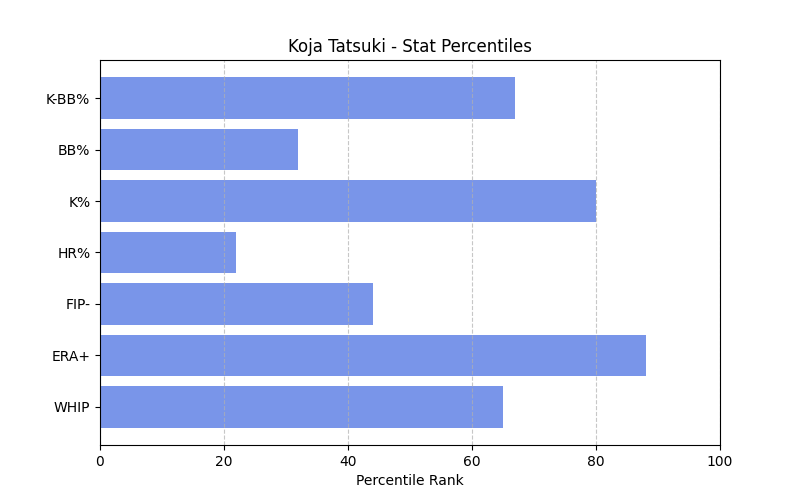 Koja Tatsuki - Stat Percentiles
K-BB%
BB%
K%
HR%
FIP-
ERA+
WHIP
0 20 40 60 80 100
Percentile Rank